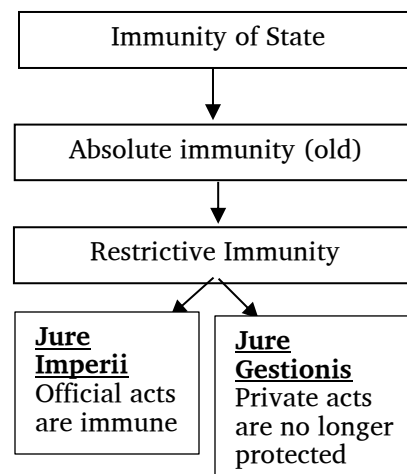 Immunity of State
Absolute immunity (old)
Restrictive Immunity
Jure
Imperii
Official acts
are immune
Jure
Gestionis
Private acts
are no longer
protected